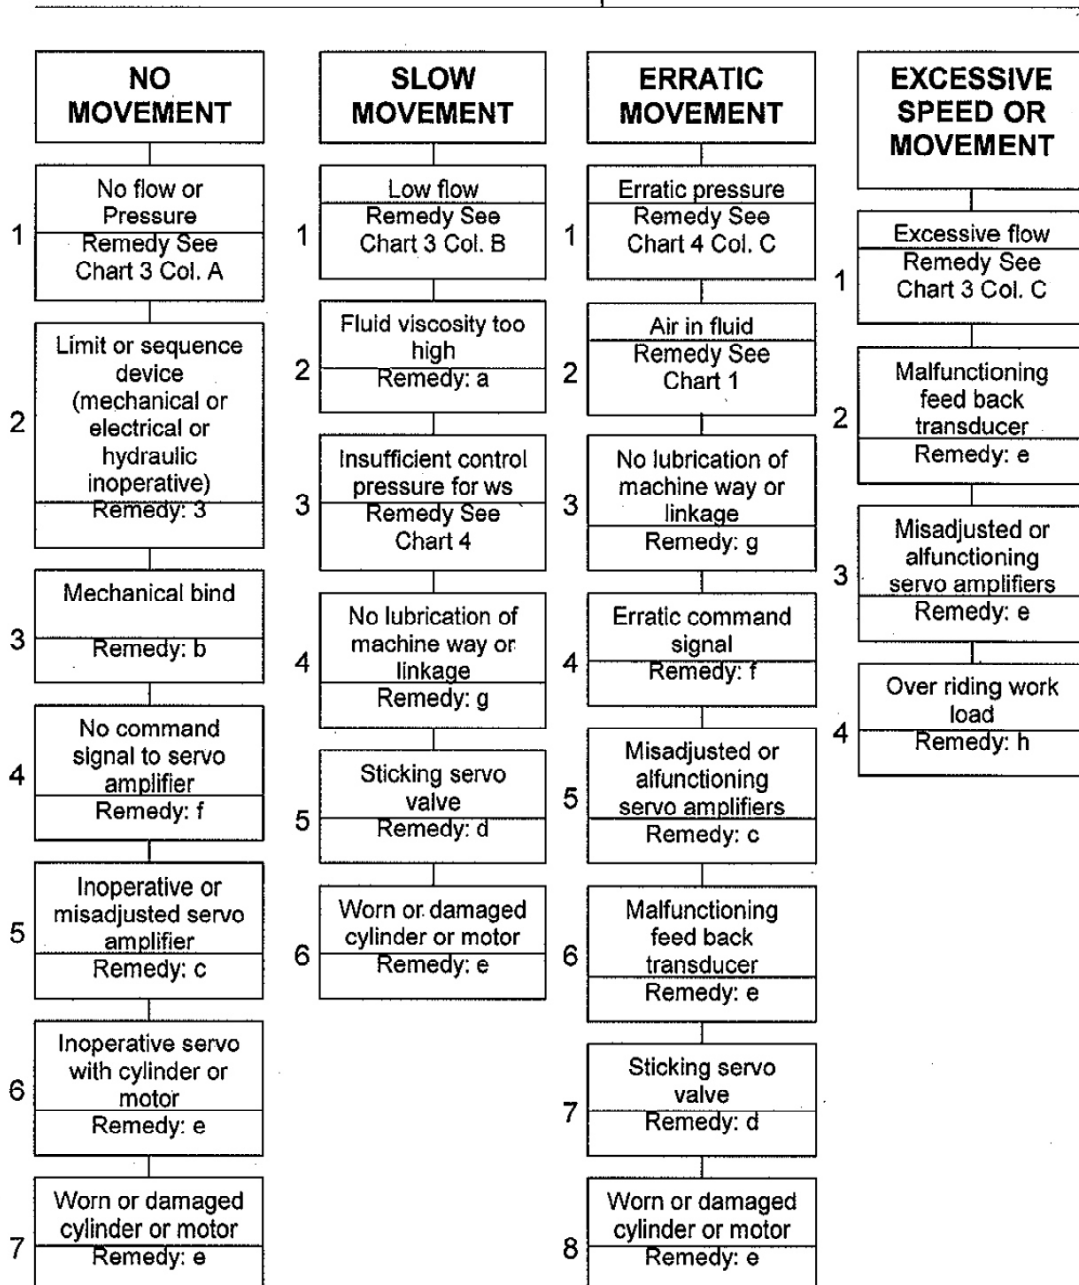 NO
MOVEMENT
1
No flow or
Pressure
Remedy See
Chart 3 Col. A
2
Limit or sequence
device
(mechanical or
electrical or
hydraulic
inoperative)
Remedy: 3
3
Mechanical bind
Remedy: b
4
No command
signal to servo
amplifier
Remedy: f
5
Inoperative or
misadjusted servo
amplifier
Remedy: c
6
Inoperative servo
with cylinder or
motor
Remedy: e
7
Worn or damaged
cylinder or motor
Remedy: e
SLOW
MOVEMENT
1
Low flow
Remedy See
Chart 3 Col. B
2
Fluid viscosity too
high
Remedy: a
3
Insufficient control
pressure for ws
Remedy See
Chart 4
4
No lubrication of
machine way or
linkage
Remedy: g
5
Sticking servo
valve
Remedy: d
6
Worn or damaged
cylinder or motor
Remedy: e
ERRATIC
MOVEMENT
1
Erratic pressure
Remedy See
Chart 4 Col. C
2
Air in fluid
Remedy See
Chart 1
3
No lubrication of
machine way or
linkage
Remedy: g
4
Erratic command
signal
Remedy: f
5
Misadjusted or
alfunctioning
servo amplifiers
Remedy: c
6
Malfunctioning
feed back
transducer
Remedy: e
7
Sticking servo
valve
Remedy: d
8
Worn or damaged
cylinder or motor
Remedy: e
EXCESSIVE
SPEED OR
MOVEMENT
1
Excessive flow
Remedy See
Chart 3 Col. C
2
Malfunctioning
feed back
transducer
Remedy: e
3
Misadjusted or
alfunctioning
servo amplifiers
Remedy: e
4
Over riding work
load
Remedy: h